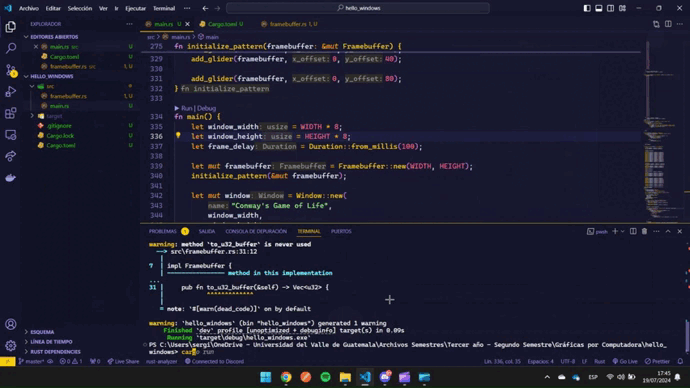 Archivo Editar Selección Ver Ir Ejecutar Terminal Ayuda
hello_windows
EXPLORADOR
EDITORES ABIERTOS
main.rs src M
Cargo.toml
framebuffer.rs src M
HELLO_WINDOWS
src
framebuffer.rs M
main.rs M
target
.gitignore
Cargo.lock
Cargo.toml
ESQUEMA
LÍNEA DE TIEMPO
RUST DEPENDENCIES
main.rs M
Cargo.toml
framebuffer.rs M
src > main.rs > main
275 fn initialize_pattern(framebuffer: &mut Framebuffer) {
329 add_glider(framebuffer, x_offset: 0, y_offset: 40);
330
331 add_glider(framebuffer, x_offset: 0, y_offset: 80);
332 } fn initialize_pattern
333
Run | Debug
334 fn main() {
335 let window_width: usize = WIDTH * 8;
336 let window_height: usize = HEIGHT * 8;
337 let frame_delay: Duration = Duration::from_millis(100);
338
339 let mut framebuffer: Framebuffer = Framebuffer::new(WIDTH, HEIGHT);
340 initialize_pattern(&mut framebuffer);
341
342 let mut window: Window = Window::new(
343 name: "Conway's Game of Life",
344 window_width,
PROBLEMAS 1 SALIDA CONSOLA DE DEPURACIÓN TERMINAL PUERTOS
pwsh
warning: method `to_u32_buffer` is never used
--> src\framebuffer.rs:31:12
|
7 | impl Framebuffer {
| ---------------- method in this implementation
...
31 | pub fn to_u32_buffer(&self) -> Vec<u32> {
| ^^^^^^^^^^^^^
|
= note: `#[warn(dead_code)]` on by default
warning: `hello_windows` (bin "hello_windows") generated 1 warning
Finished `dev` profile [unoptimized + debuginfo] target(s) in 0.09s
Running `target\debug\hello_windows.exe`
PS C:\Users\sergi\OneDrive - Universidad del Valle de Guatemala\Archivos Semestres\Tercer año - Segundo Semestre\Gráficas por Computadora\hello_
windows> cargo run
master* 0 1 0 Live Share rust-analyzer Connected to Discord
Lín. 336, col. 35 Espacios: 4 UTF-8 LF Rust Go Live Prettier
ESP
17:45
19/07/2024